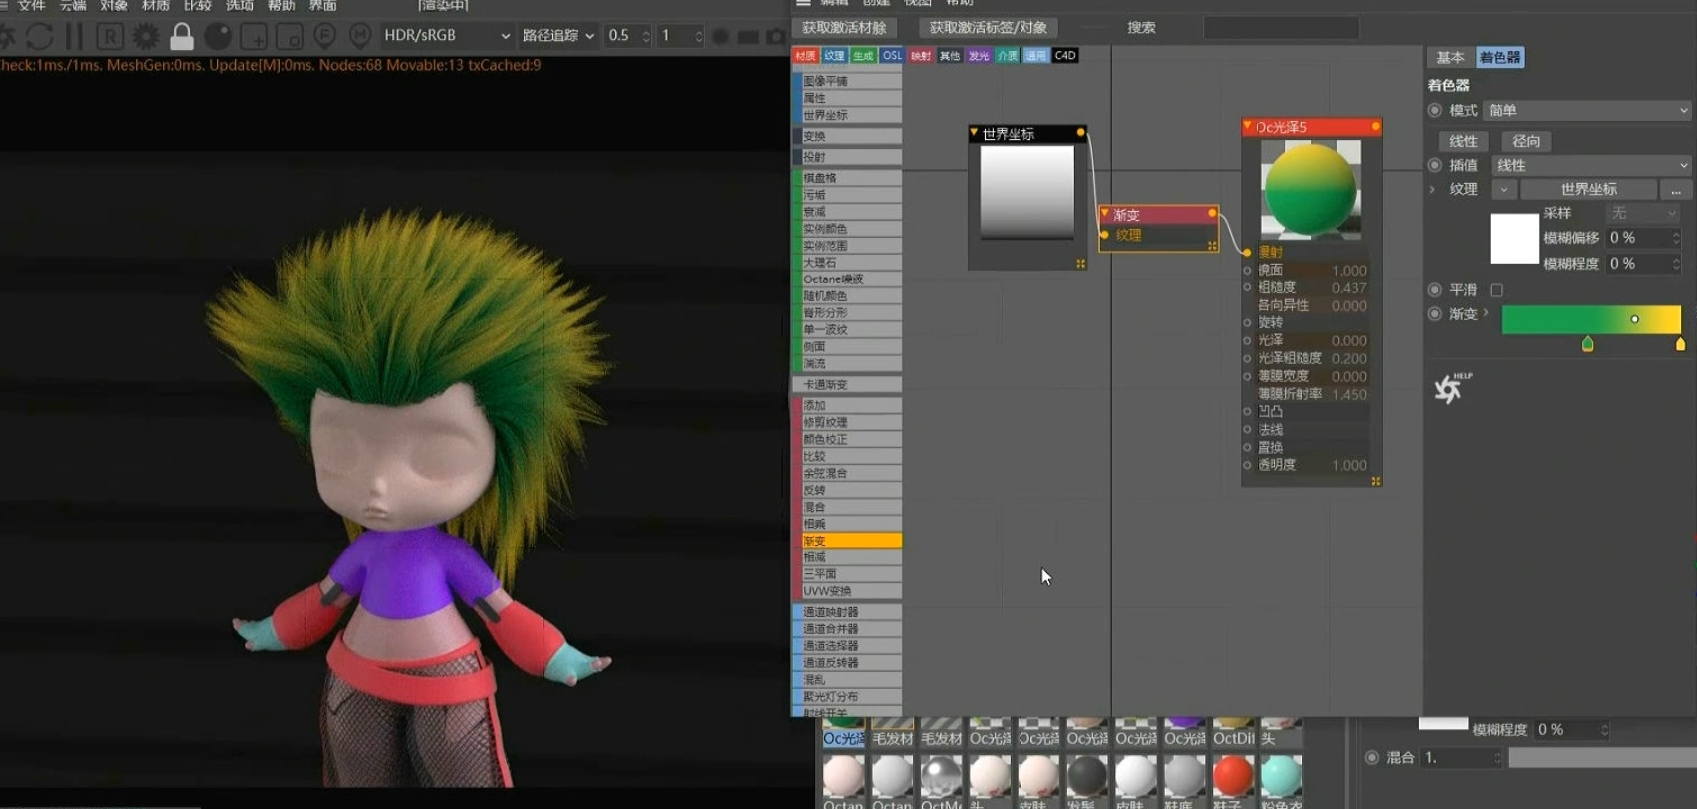 文件 云端 对象 材质 比较 选项 帮助 界面 [渲染中]
HDR/sRGB 路径追踪 0.5 1
heck:1ms./1ms. MeshGen:0ms. Update[M]:0ms. Nodes:68 Movable:13 txCached:9
编辑 创建 视图 帮助
获取激活材除 获取激活标签/对象 搜索
材质 纹理 生成 OSL 映射 其他 发光 介质 通用 C4D
图像平铺
属性
世界坐标
变换
投射
棋盘格
污垢
衰减
实例颜色
实例范围
大理石
Octane噪波
随机颜色
脊形分形
单一波纹
侧面
湍流
卡通渐变
添加
修剪纹理
颜色校正
比较
余弦混合
反转
混合
相乘
渐变
相减
三平面
UVW变换
通道映射器
通道合并器
通道选择器
通道反转器
混乱
聚光灯分布
射线开关
世界坐标
渐变
纹理
Oc光泽5
漫射
镜面 1.000
粗糙度 0.437
各向异性 0.000
旋转
光泽 0.000
光泽粗糙度 0.200
薄膜宽度 0.000
薄膜折射率 1.450
凹凸
法线
置换
透明度 1.000
基本 着色器
着色器
模式 简单
线性 径向
插值 线性
纹理 世界坐标 ...
采样 无
模糊偏移 0 %
模糊程度 0 %
平滑
渐变
HELP
Oc光泽 毛发材 毛发材 Oc光泽 Oc光泽 Oc光泽 Oc光泽 Oc光泽 OctDif 头
模糊程度 0 %
混合 1.
Octan Octan OctMe 头 皮肤 发髻 皮肤 鞋底 鞋子 粉色衣